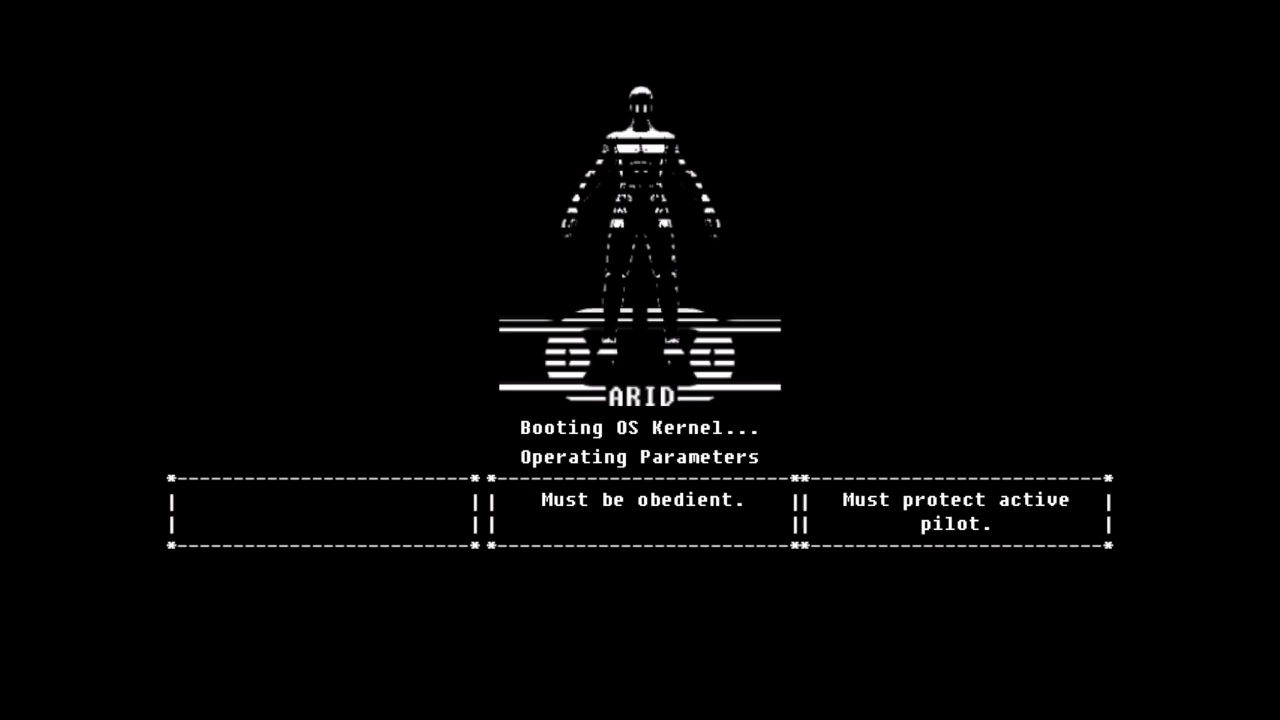 ARID
Booting OS Kernel...
Operating Parameters
Must be obedient.
Must protect active
pilot.